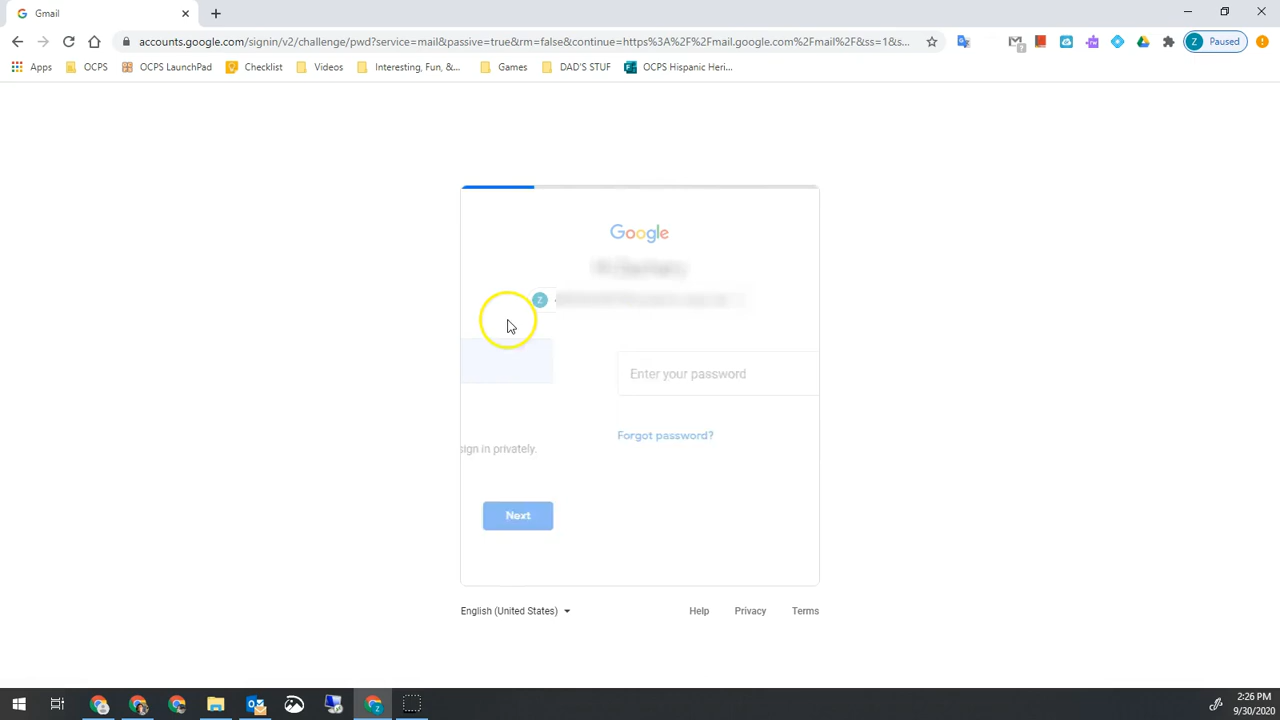 Gmail
accounts.google.com/signin/v2/challenge/pwd?service=mail&passive=true&rm=false&continue=https%3A%2F%2Fmail.google.com%2Fmail%2F&ss=1&s...
Z Paused
Apps OCPS OCPS LaunchPad Checklist Videos Interesting, Fun, &... Games DAD'S STUF OCPS Hispanic Heri...
Google
Z
Enter your password
Forgot password?
sign in privately.
Next
English (United States) Help Privacy Terms
2:26 PM
9/30/2020